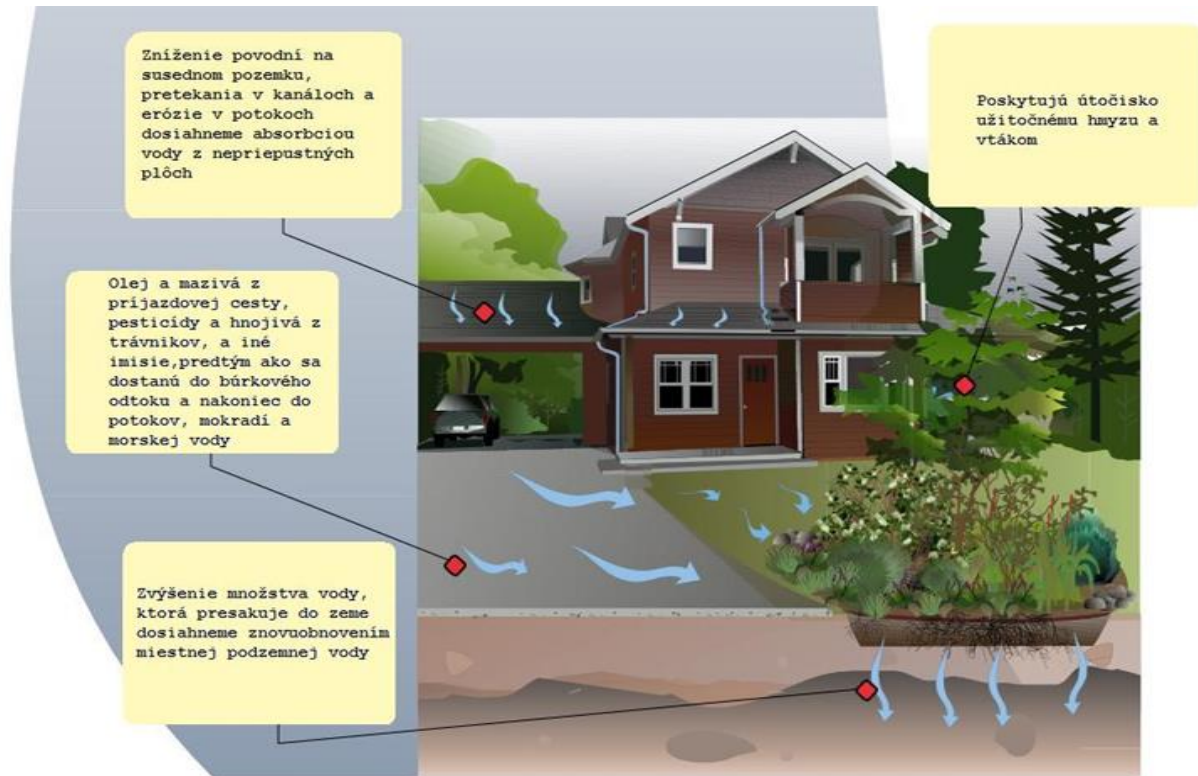 Zníženie povodní na
susednom pozemku,
pretekania v kanáloch a
erózie v potokoch
dosiahneme absorbciou
vody z nepriepustných
plôch
Poskytujú útočisko
užitočnému hmyzu a
vtákom
Olej a mazivá z
príjazdovej cesty,
pesticídy a hnojivá z
trávnikov, a iné
imisie,predtým ako sa
dostanú do búrkového
odtoku a nakoniec do
potokov, mokradí a
morskej vody
Zvýšenie množstva vody,
ktorá presakuje do zeme
dosiahneme znovuobnovením
miestnej podzemnej vody